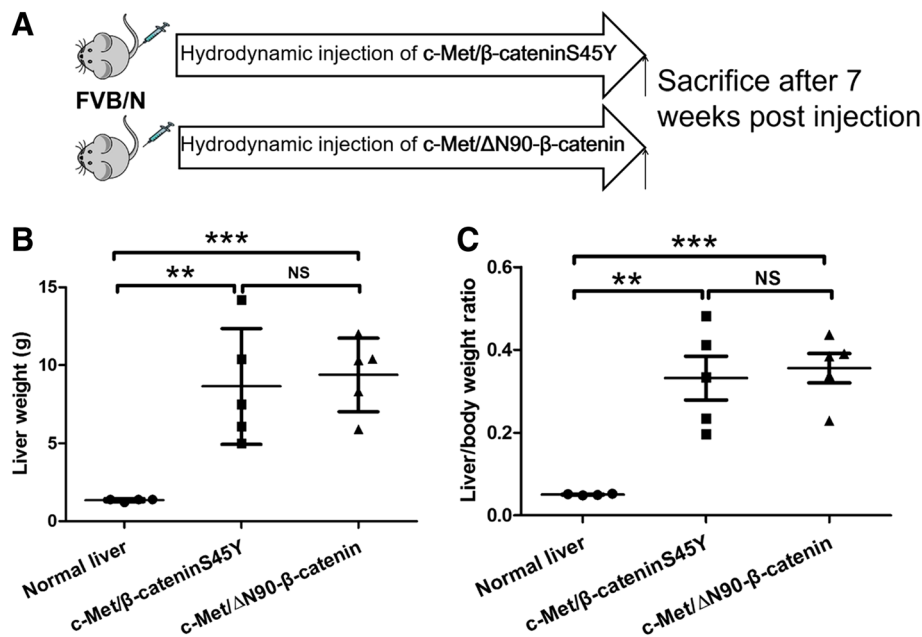 A
Hydrodynamic injection of c-Met/β-cateninS45Y
FVB/N
Hydrodynamic injection of c-Met/ΔN90-β-catenin
Sacrifice after 7
weeks post injection
B
***
**
NS
Liver weight (g)
15
10
5
0
Normal liver
c-Met/β-cateninS45Y
c-Met/ΔN90-β-catenin
C
***
**
NS
Liver/body weight ratio
0.6
0.4
0.2
0.0
Normal liver
c-Met/β-cateninS45Y
c-Met/ΔN90-β-catenin